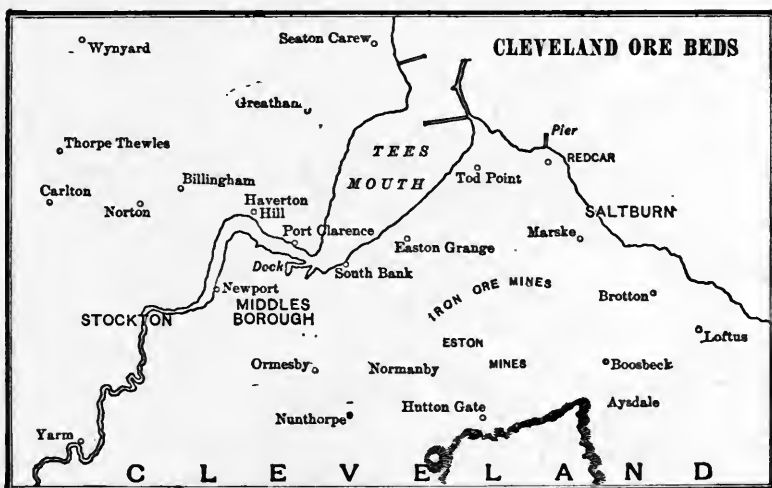 CLEVELAND ORE BEDS
Wynyard
Seaton Carew
Greatham
Thorpe Thewles
Carlton
Norton
Billingham
Haverton
Hill
Port Clarence
TEES
MOUTH
Tod Point
Pier
REDCAR
SALTBURN
Marske
Easton Grange
Dock
South Bank
Newport
STOCKTON
MIDDLES
BOROUGH
IRON ORE MINES
ESTON
MINES
Brotton
Loftus
Boosbeck
Aysdale
Ormesby
Normanby
Nunthorpe
Hutton Gate
Yarm
CLEVELAND